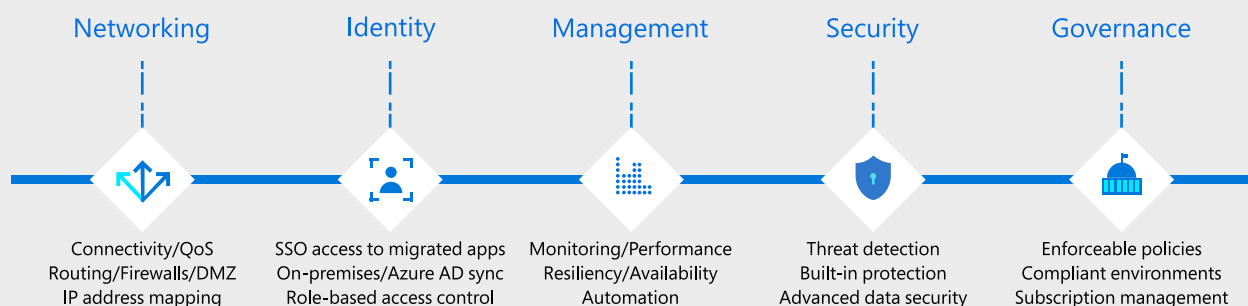 Networking
Identity
Management
Security
Governance
Connectivity/QoS
Routing/Firewalls/DMZ
IP address mapping
SSO access to migrated apps
On-premises/Azure AD sync
Role-based access control
Monitoring/Performance
Resiliency/Availability
Automation
Threat detection
Built-in protection
Advanced data security
Enforceable policies
Compliant environments
Subscription management